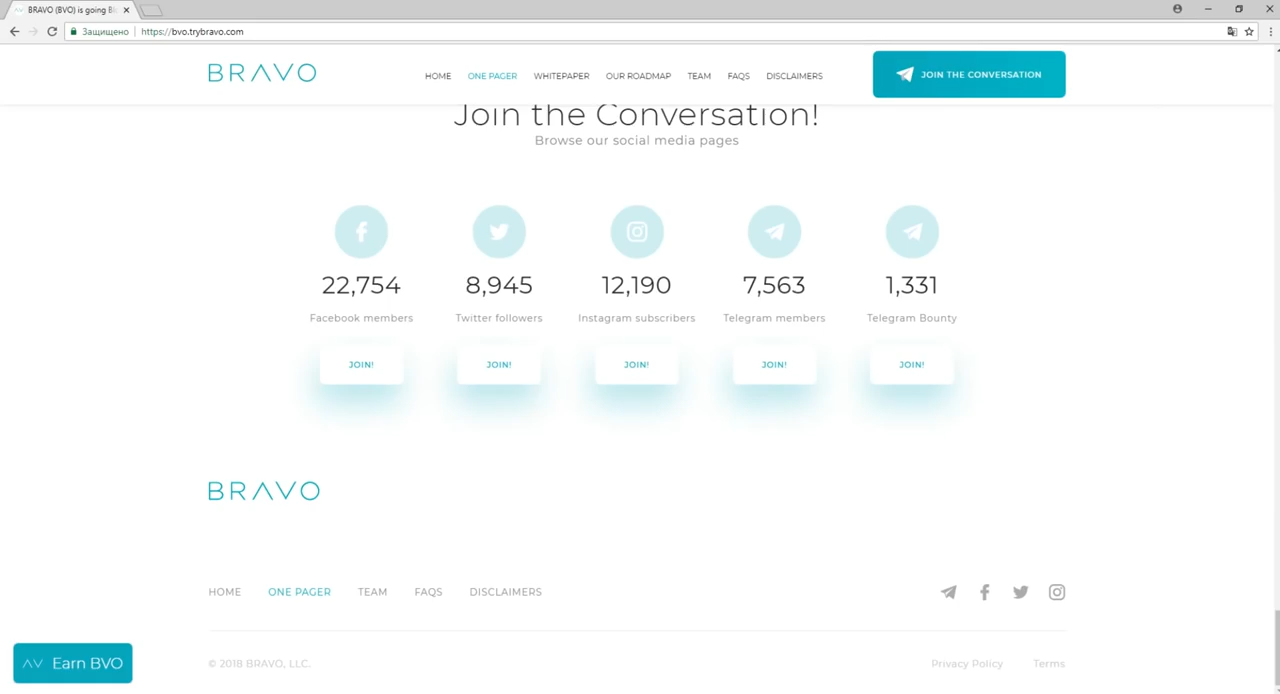 BRAVO (BVO) is going Bl
Защищено https://bvo.trybravo.com
BRAVO
HOME ONE PAGER WHITEPAPER OUR ROADMAP TEAM FAQS DISCLAIMERS
JOIN THE CONVERSATION
Join the Conversation!
Browse our social media pages
22,754 8,945 12,190 7,563 1,331
Facebook members Twitter followers Instagram subscribers Telegram members Telegram Bounty
JOIN! JOIN! JOIN! JOIN! JOIN!
BRAVO
HOME ONE PAGER TEAM FAQS DISCLAIMERS
Earn BVO
© 2018 BRAVO, LLC. Privacy Policy Terms